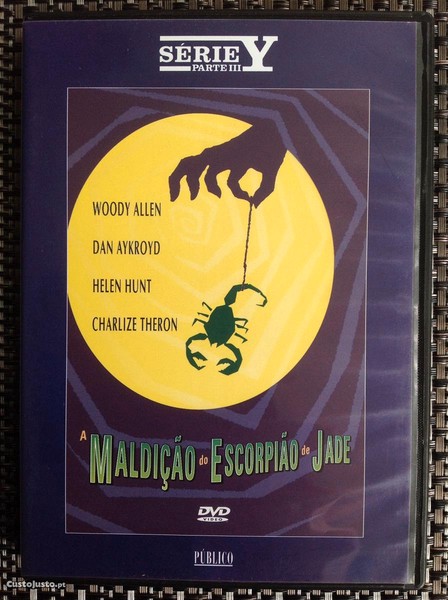 SÉRIE Y
PARTE III
WOODY ALLEN
DAN AYKROYD
HELEN HUNT
CHARLIZE THERON
A MALDIÇÃO do ESCORPIÃO de JADE
DVD
VIDEO
PÚBLICO
CustoJusto.pt